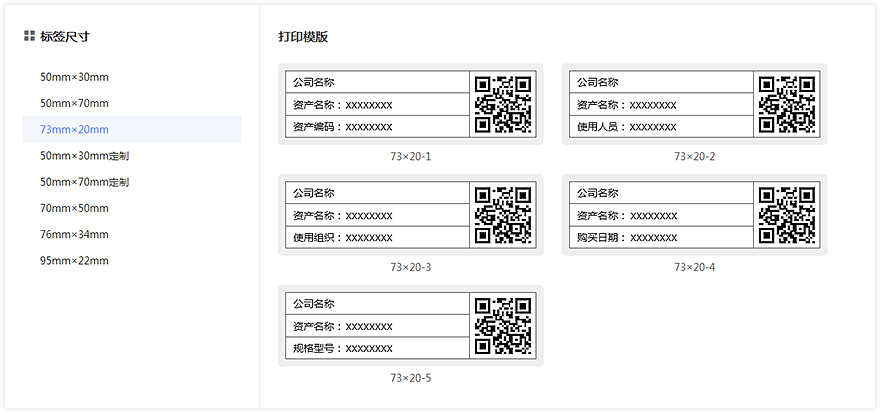 标签尺寸
50mm×30mm
50mm×70mm
73mm×20mm
50mm×30mm定制
50mm×70mm定制
70mm×50mm
76mm×34mm
95mm×22mm
打印模版
公司名称
资产名称：XXXXXXXX
资产编码：XXXXXXXX
73×20-1
公司名称
资产名称：XXXXXXXX
使用人员：XXXXXXXX
73×20-2
公司名称
资产名称：XXXXXXXX
使用组织：XXXXXXXX
73×20-3
公司名称
资产名称：XXXXXXXX
购买日期：XXXXXXXX
73×20-4
公司名称
资产名称：XXXXXXXX
规格型号：XXXXXXXX
73×20-5